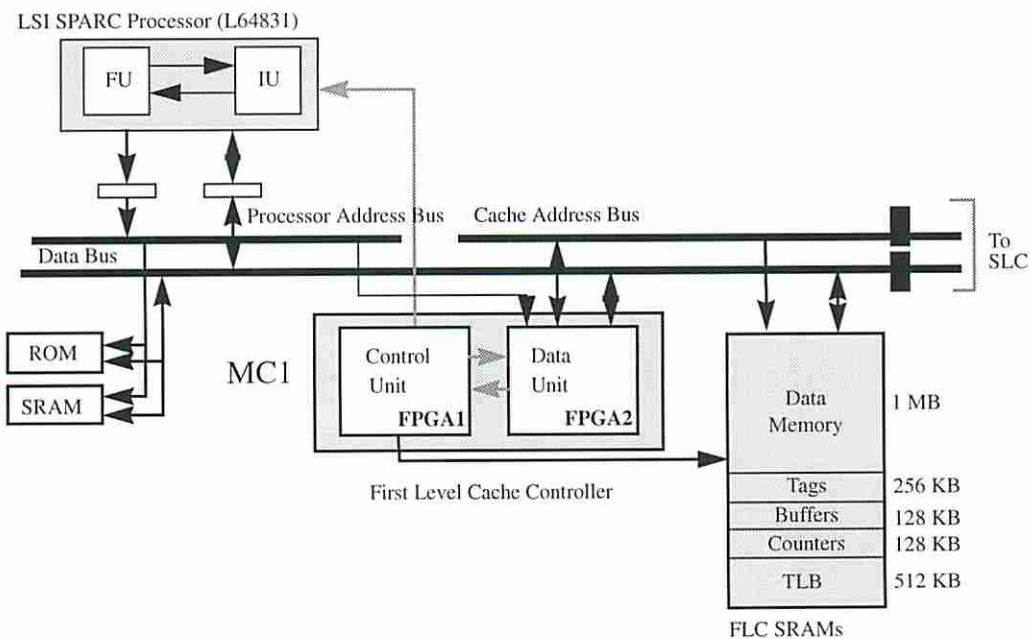 LSI SPARC Processor (L64831)
FU
IU
Processor Address Bus
Cache Address Bus
Data Bus
To
SLC
ROM
SRAM
MC1
Control
Unit
FPGA1
Data
Unit
FPGA2
First Level Cache Controller
Data
Memory
1 MB
Tags
256 KB
Buffers
128 KB
Counters
128 KB
TLB
512 KB
FLC SRAMs